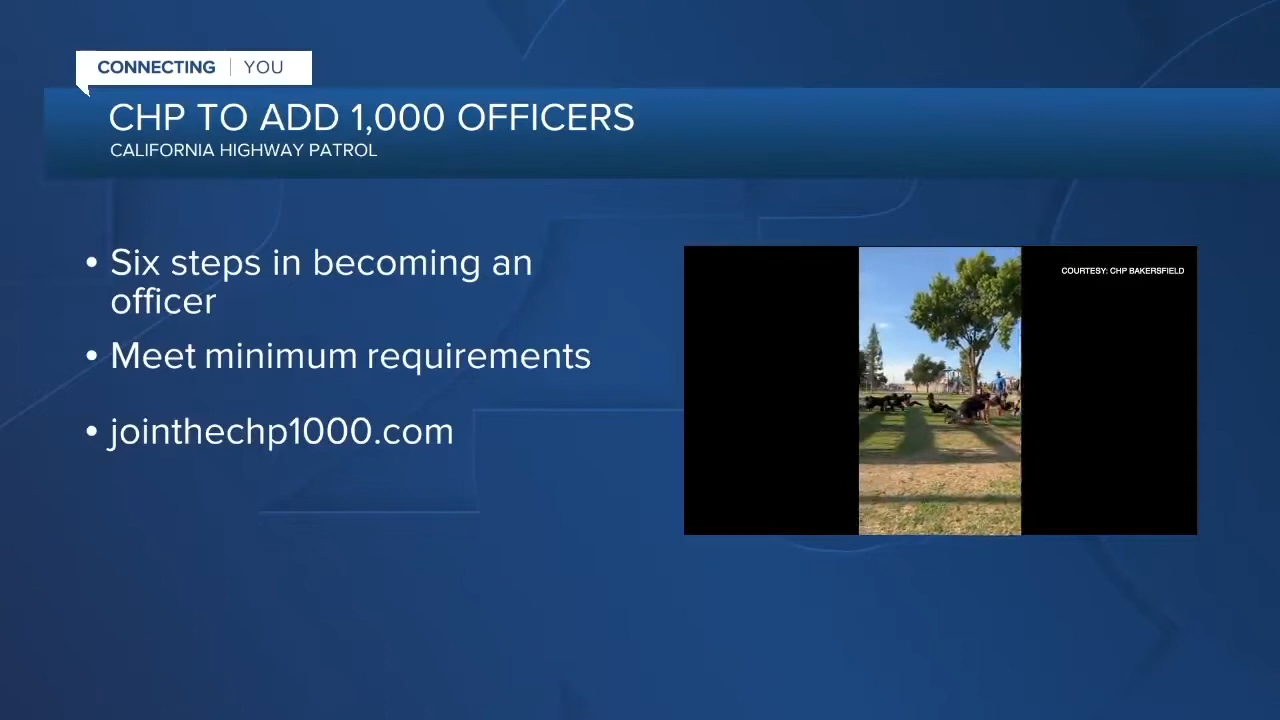 CONNECTING | YOU
CHP TO ADD 1,000 OFFICERS
CALIFORNIA HIGHWAY PATROL
• Six steps in becoming an
officer
• Meet minimum requirements
• jointhechp1000.com
COURTESY: CHP BAKERSFIELD